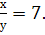 x/y = 7.